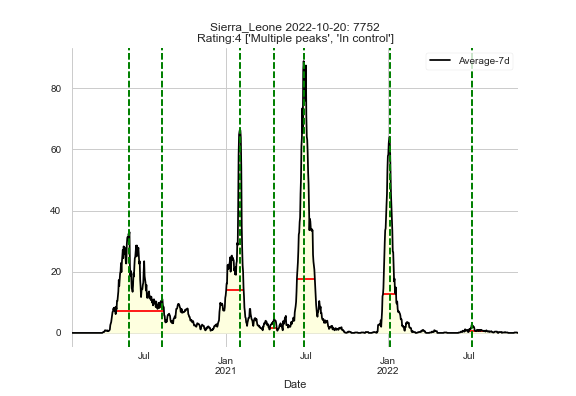 Sierra_Leone 2022-10-20: 7752
Rating:4 ['Multiple peaks', 'In control']
Average-7d
80
60
40
20
0
Jul
Jan
2021
Jul
Jan
2022
Jul
Date